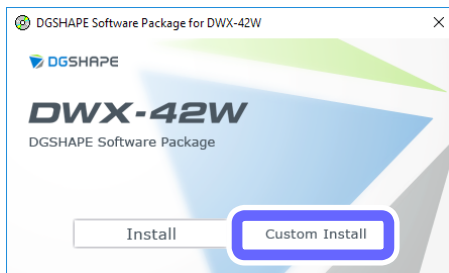 DGSHAPE Software Package for DWX-42W
DGSHAPE
DWX-42W
DGSHAPE Software Package
Install
Custom Install